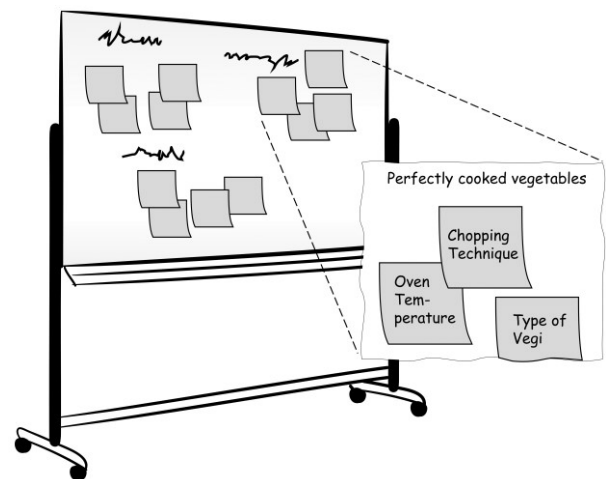 Perfectly cooked vegetables
Chopping
Technique
Oven
Tem-
perature
Type of
Vegi